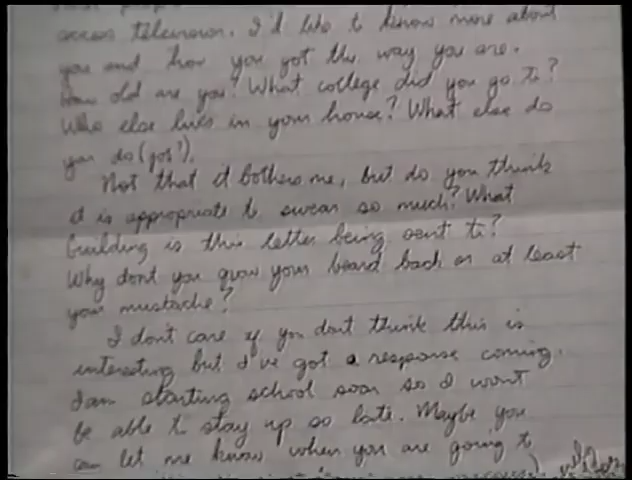 access television. I'd like to know more about
you and how you got the way you are.
How old are you? What college did you go to?
Who else lives in your house? What else do
you do (job?).
Not that it bothers me, but do you think
it is appropriate to swear so much? What
building is this letter being sent to?
Why dont you grow your beard back or at least
your mustache?
I don't care if you dont think this is
interesting but I've got a response coming.
I am starting school soon so I wont
be able to stay up so late. Maybe you
can let me know when you are going to